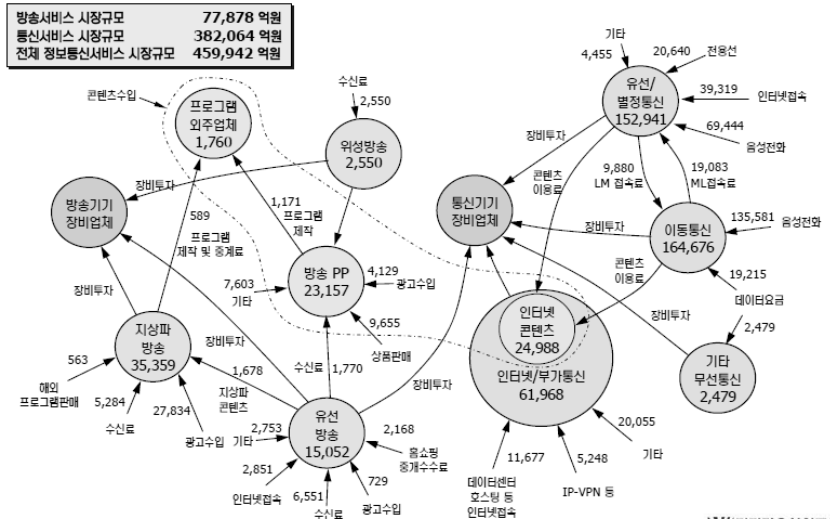 방송서비스 시장규모 77,878 억원
통신서비스 시장규모 382,064 억원
전체 정보통신서비스 시장규모 459,942 억원
콘텐츠수입
프로그램
외주업체
1,760
수신료
2,550
위성방송
2,550
기타
4,455
20,640
전용선
유선/
별정통신
152,941
39,319
인터넷접속
69,444
음성전화
장비투자
방송기기
장비업체
589
프로그램
제작 및 중계료
1,171
프로그램
제작
장비투자
콘텐츠
이용료
9,880
LM 접속료
19,083
ML접속료
통신기기
장비업체
장비투자
이동통신
164,676
135,581
음성전화
7,603
기타
방송 PP
23,157
4,129
광고수입
9,655
상품판매
콘텐츠
이용료
19,215
데이터요금
2,479
장비투자
장비투자
지상파
방송
35,359
장비투자
563
해외
프로그램판매
5,284
수신료
27,834
광고수입
1,678
지상파
콘텐츠
수신료
1,770
장비투자
인터넷
콘텐츠
24,988
인터넷/부가통신
61,968
기타
무선통신
2,479
2,753
기타
유선
방송
15,052
2,168
홈쇼핑
중개수수료
2,851
인터넷접속
6,551
수신료
729
광고수입
11,677
데이터센터
호스팅 등
인터넷접속
5,248
IP-VPN 등
20,055
기타